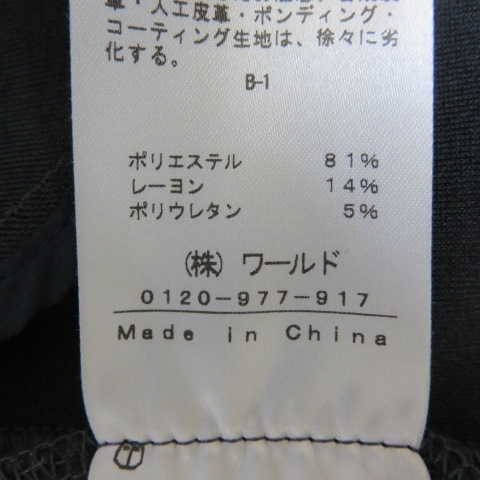 革・人工皮革・ボンディング・
コーティング生地は、徐々に劣
化する。
B-1
ポリエステル 81%
レーヨン 14%
ポリウレタン 5%
(株) ワールド
0120-977-917
Made in China